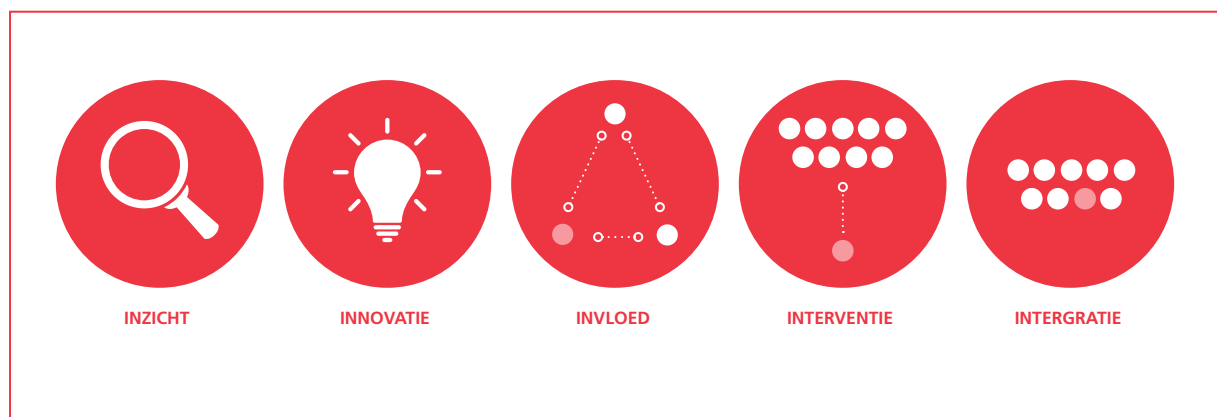 INZICHT
INNOVATIE
INVLOED
INTERVENTIE
INTERGRATIE